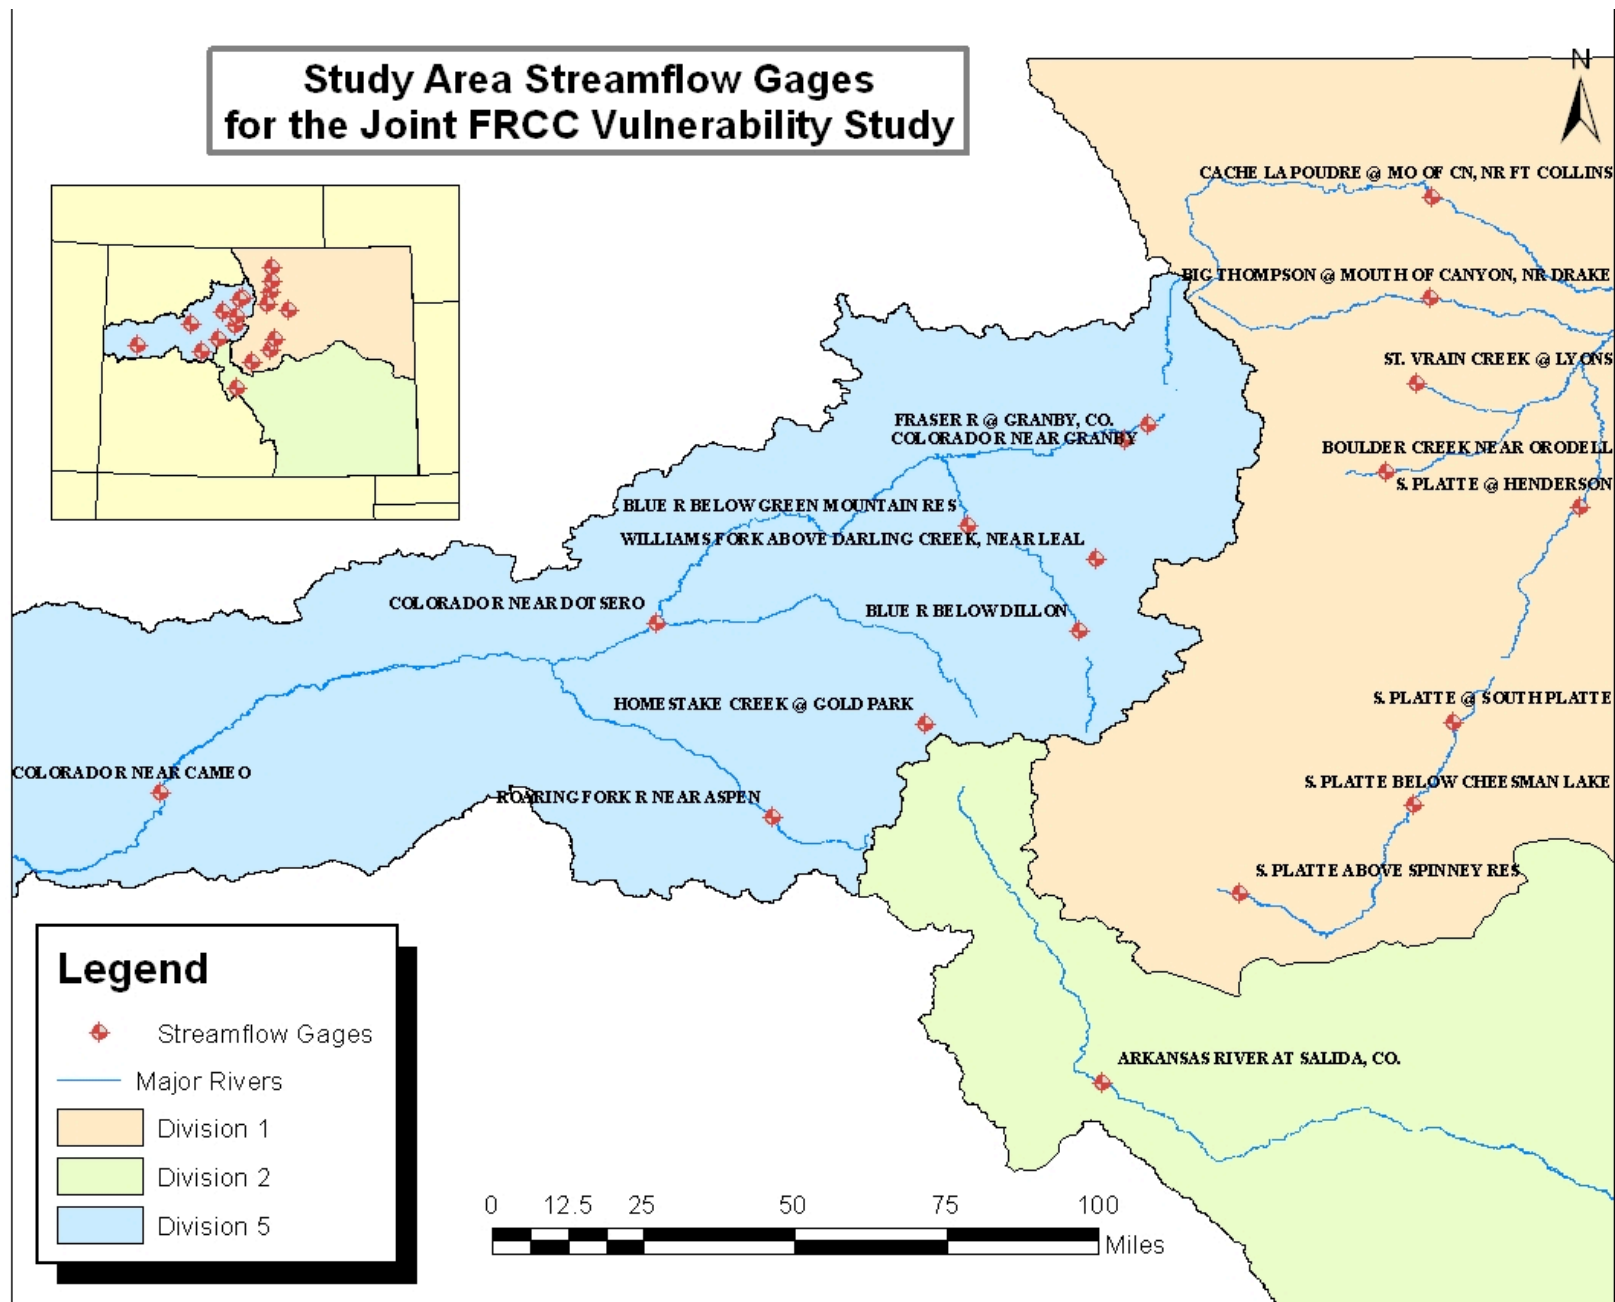 Study Area Streamflow Gages
for the Joint FRCC Vulnerability Study
N
CACHE LA POUDRE @ MO OF CN, NR FT COLLINS
BIG THOMPSON @ MOUTH OF CANYON, NR DRAKE
ST. VRAIN CREEK @ LYONS
FRASER R @ GRANBY, CO.
COLORADO R NEAR GRANBY
BOULDER CREEK NEAR ORODELL
S. PLATTE @ HENDERSON
BLUE R BELOW GREEN MOUNTAIN RES
WILLIAMS FORK ABOVE DARLING CREEK, NEAR LEAL
COLORADO R NEAR DOTSERO
BLUE R BELOW DILLON
HOMESTAKE CREEK @ GOLD PARK
S. PLATTE @ SOUTH PLATTE
COLORADO R NEAR CAMEO
S. PLATTE BELOW CHEESMAN LAKE
ROARING FORK R NEAR ASPEN
S. PLATTE ABOVE SPINNEY RES
ARKANSAS RIVER AT SALIDA, CO.
Legend
Streamflow Gages
Major Rivers
Division 1
Division 2
Division 5
0 12.5 25 50 75 100
Miles